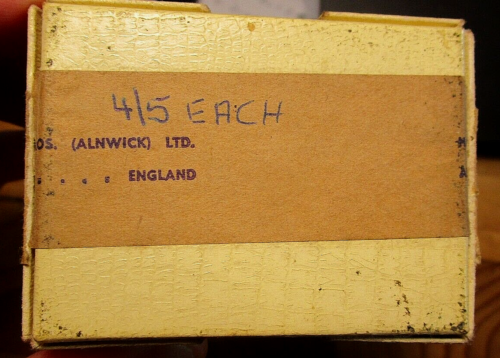 4/5 EACH
OS. (ALNWICK) LTD. H
. . . . ENGLAND A